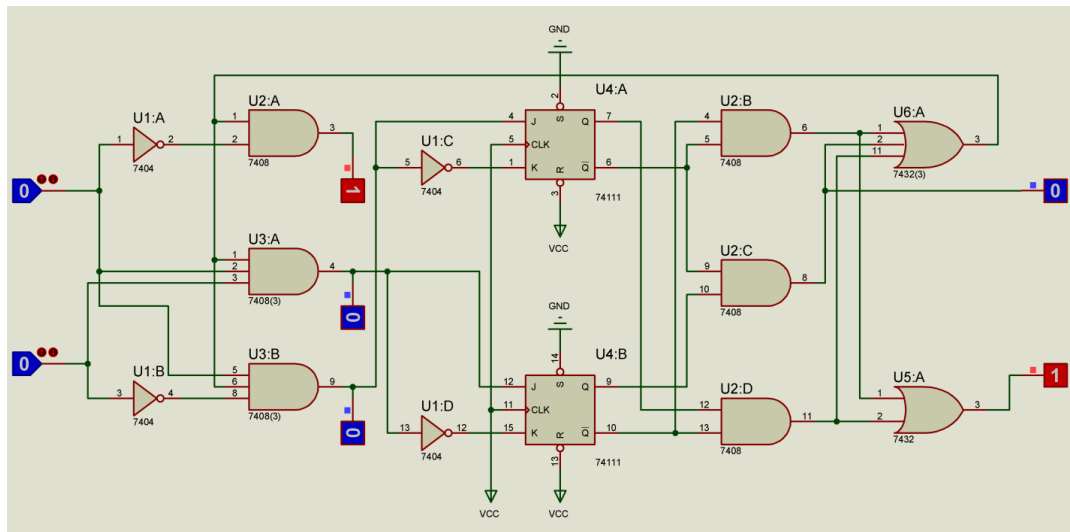 GND
2
S
U4:A
4 J Q 7
5 CLK
1 K Q 6
R
3
74111
VCC
U2:A
1
2
3
7408
1
U1:A
1 2
7404
0
U1:C
5 6
7404
U2:B
4
5
6
7408
U6:A
1
2
11
3
7432(3)
0
U3:A
1
2
3
4
7408(3)
0
U2:C
9
10
8
7408
0
U1:B
3 4
7404
U3:B
5
6
8
9
7408(3)
0
GND
14
S
U4:B
12 J Q 9
11 CLK
15 K Q 10
R
13
74111
VCC
VCC
U1:D
13 12
7404
U2:D
12
13
11
7408
U5:A
1
2
3
7432
1